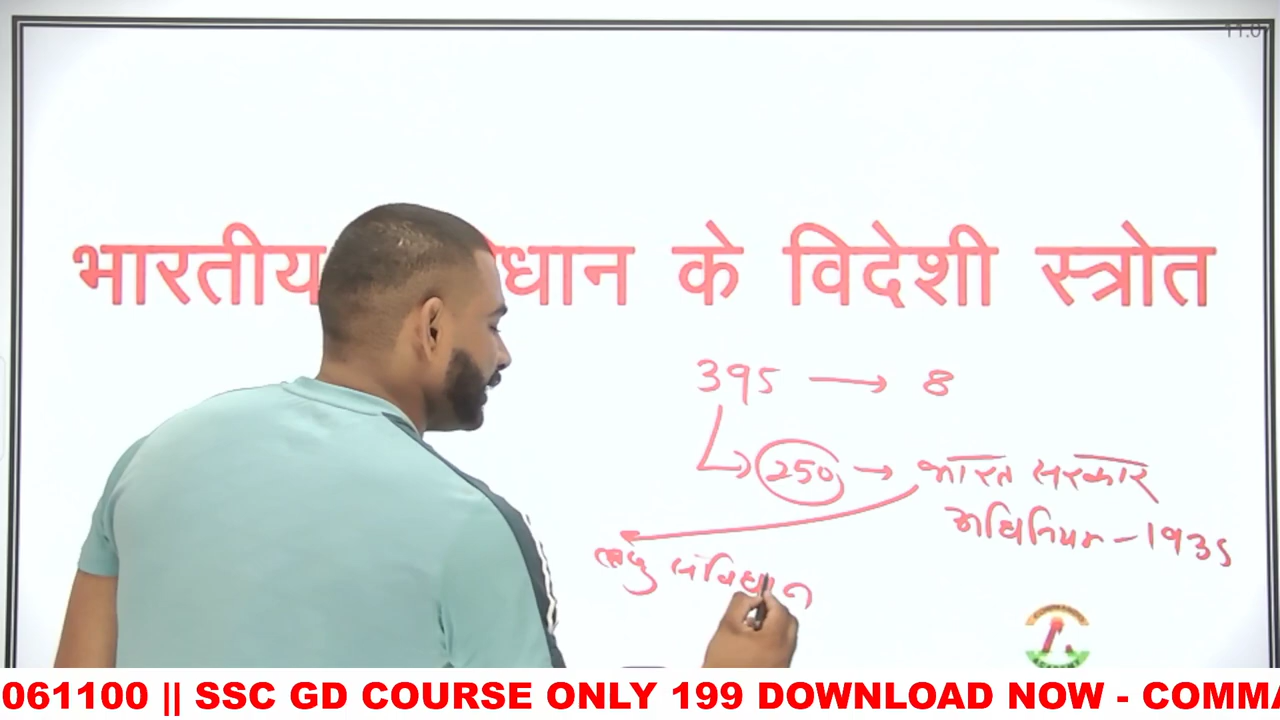 भारतीय धान के विदेशी स्त्रोत
395 → 8
250 → भारत सरकार
अधिनियम - 1935
लघु संविधान
061100 || SSC GD COURSE ONLY 199 DOWNLOAD NOW - COMMA